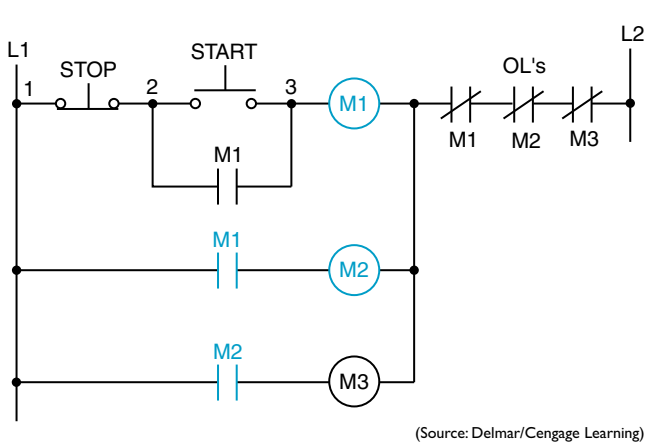 L1
L2
START
STOP
OL's
1
2
3
M1
M1
M2
M3
M1
M1
M2
M2
M3
(Source: Delmar/Cengage Learning)